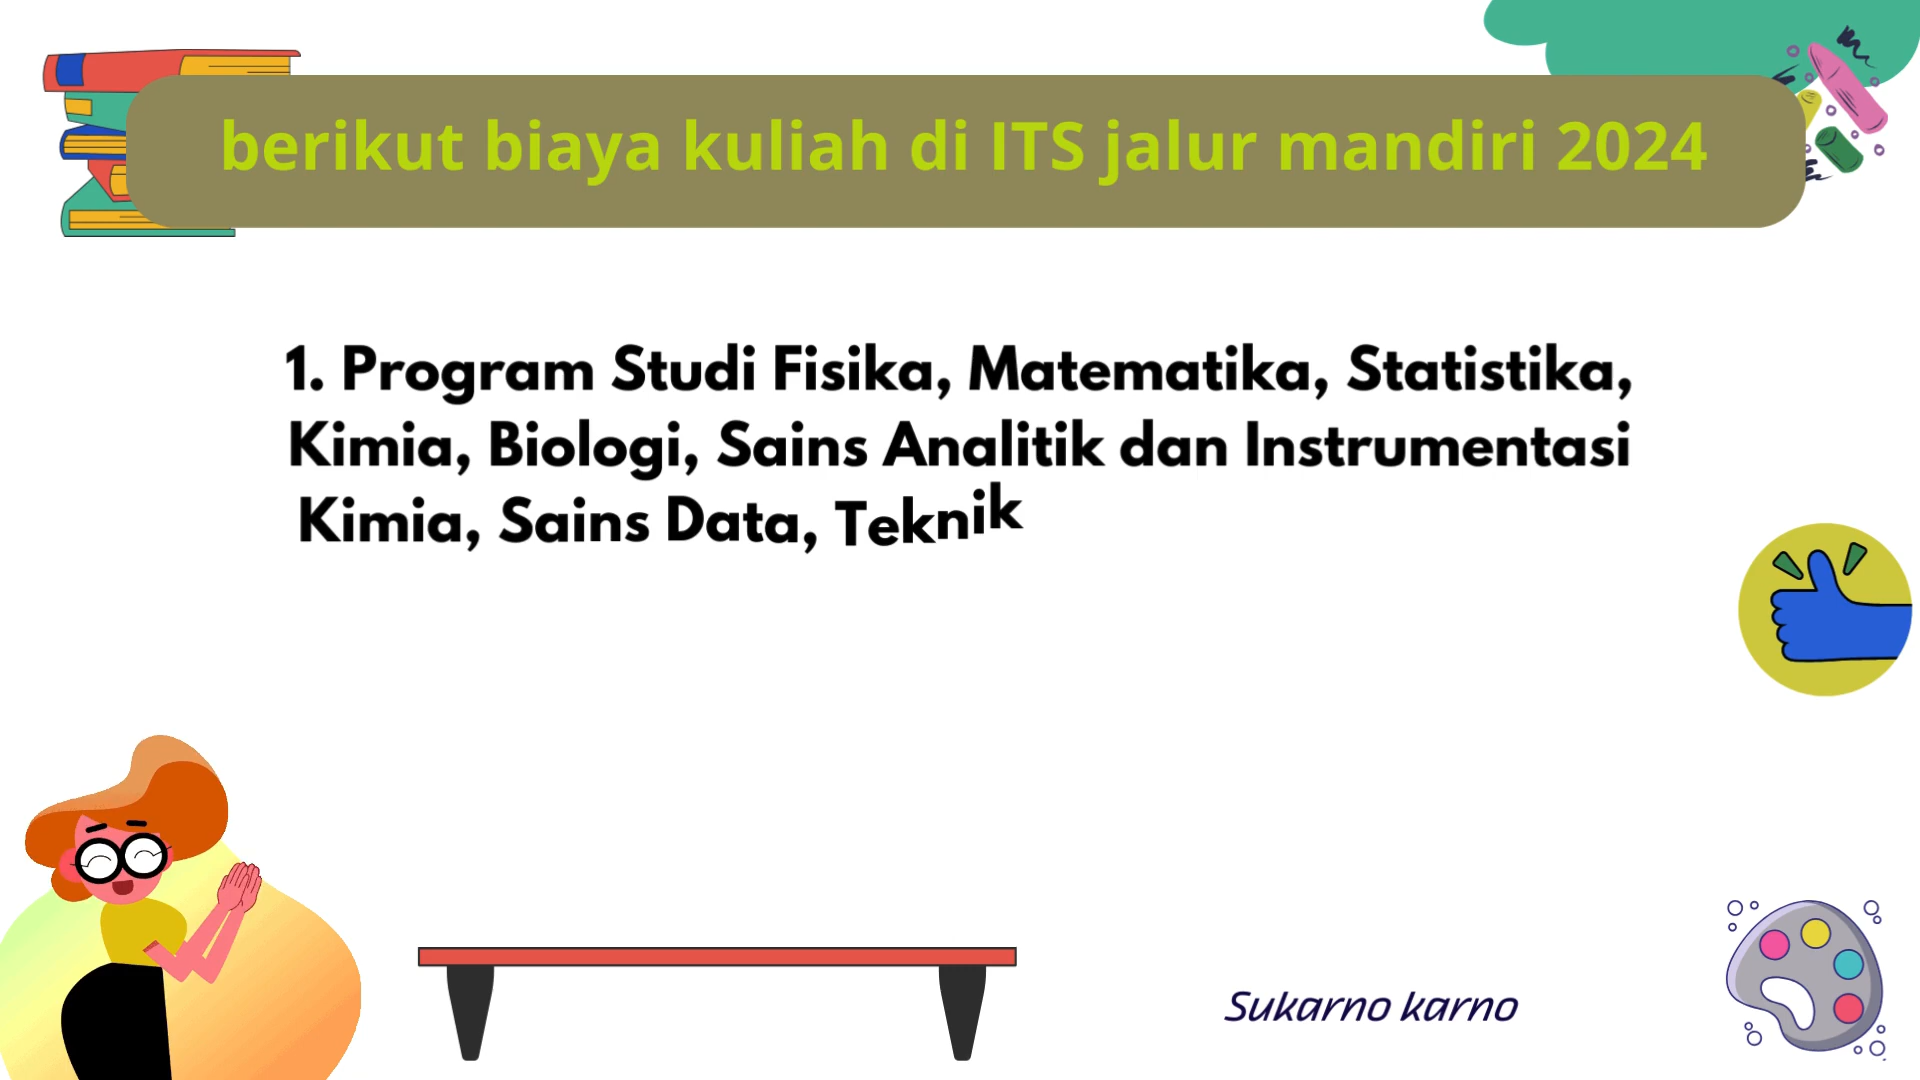 berikut biaya kuliah di ITS jalur mandiri 2024
1. Program Studi Fisika, Matematika, Statistika,
Kimia, Biologi, Sains Analitik dan Instrumentasi
Kimia, Sains Data, Teknik
Sukarno karno